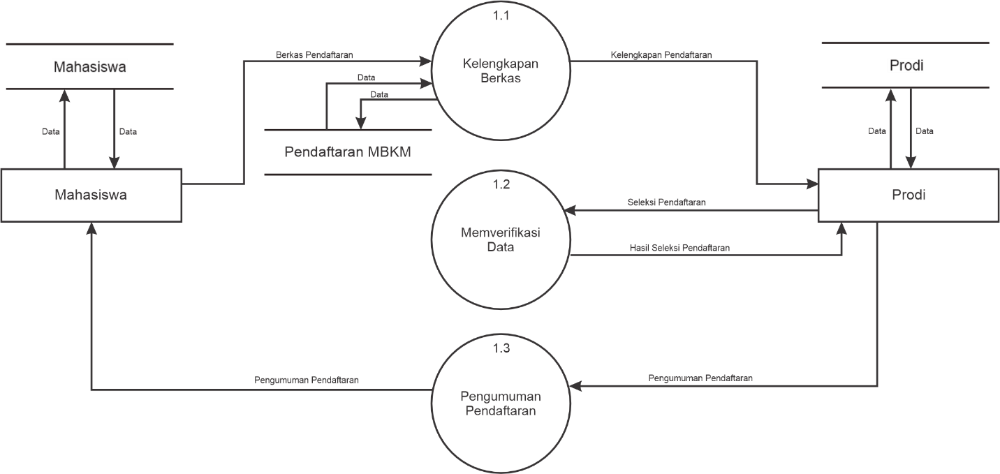 1.1
Kelengkapan
Berkas
Mahasiswa
Berkas Pendaftaran
Kelengkapan Pendaftaran
Prodi
Data
Data
Data
Data
Data
Data
Pendaftaran MBKM
Mahasiswa
1.2
Memverifikasi
Data
Seleksi Pendaftaran
Hasil Seleksi Pendaftaran
Prodi
1.3
Pengumuman
Pendaftaran
Pengumuman Pendaftaran
Pengumuman Pendaftaran